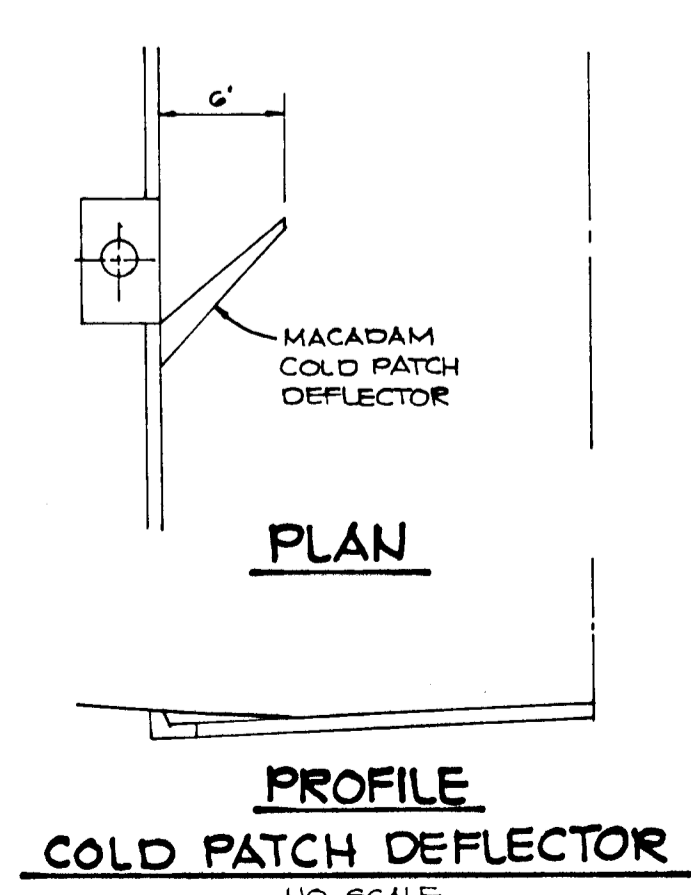 6'
MACADAM
COLD PATCH
DEFLECTOR
PLAN
PROFILE
COLD PATCH DEFLECTOR
NO SCALE